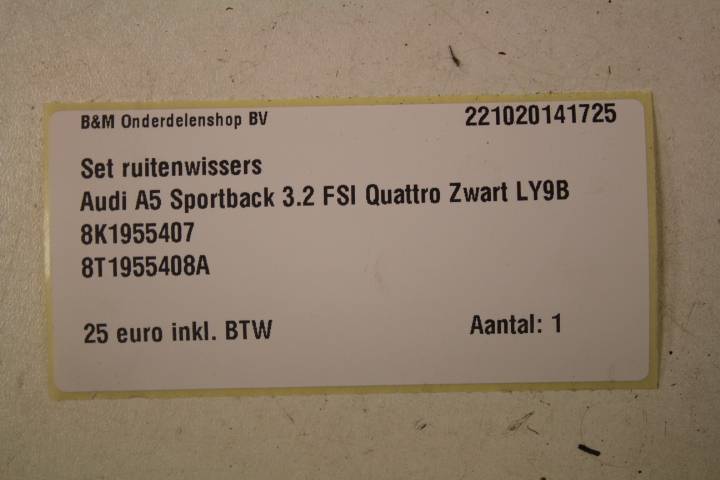 B&M Onderdelenshop BV 221020141725
Set ruitenwissers
Audi A5 Sportback 3.2 FSI Quattro Zwart LY9B
8K1955407
8T1955408A
25 euro inkl. BTW Aantal: 1